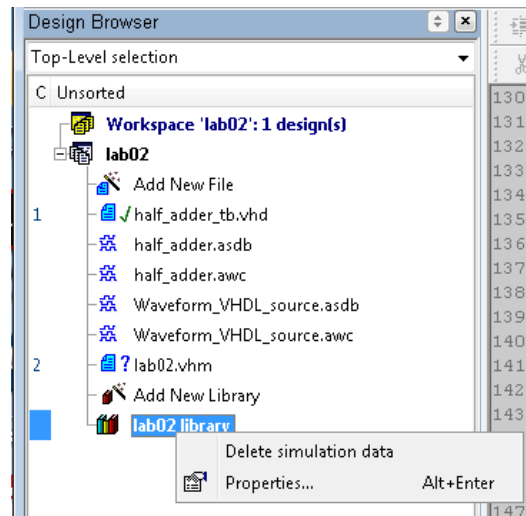 Design Browser
Top-Level selection
C Unsorted
Workspace 'lab02': 1 design(s)
lab02
Add New File
1 half_adder_tb.vhd
half_adder.asdb
half_adder.awc
Waveform_VHDL_source.asdb
Waveform_VHDL_source.awc
2 ? lab02.vhm
Add New Library
lab02 library
Delete simulation data
Properties... Alt+Enter
130
131
132
133
134
135
136
137
138
139
140
141
142
143
147